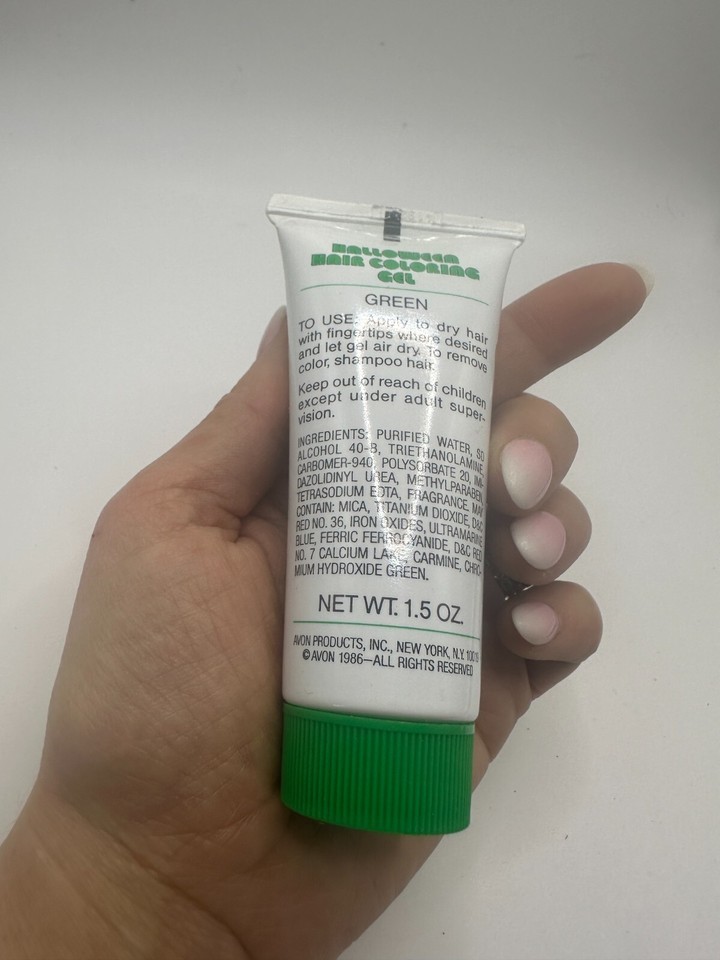 HALLOWEEN
HAIR COLORING
GEL
GREEN
TO USE: Apply to dry hair
with fingertips where desired
and let gel air dry. To remove
color, shampoo hair.
Keep out of reach of children
except under adult super-
vision.
INGREDIENTS: PURIFIED WATER, SD
ALCOHOL 40-B, TRIETHANOLAMINE,
CARBOMER-940, POLYSORBATE 20, IMI-
DAZOLIDINYL UREA, METHYLPARABEN,
TETRASODIUM EDTA, FRAGRANCE. MAY
CONTAIN: MICA, TITANIUM DIOXIDE, D&C
RED NO. 36, IRON OXIDES, ULTRAMARINE
BLUE, FERRIC FERROCYANIDE, D&C RED
NO. 7 CALCIUM LAKE, CARMINE, CHRO-
MIUM HYDROXIDE GREEN.
NET WT. 1.5 OZ.
AVON PRODUCTS, INC., NEW YORK, N.Y. 10019
© AVON 1986—ALL RIGHTS RESERVED